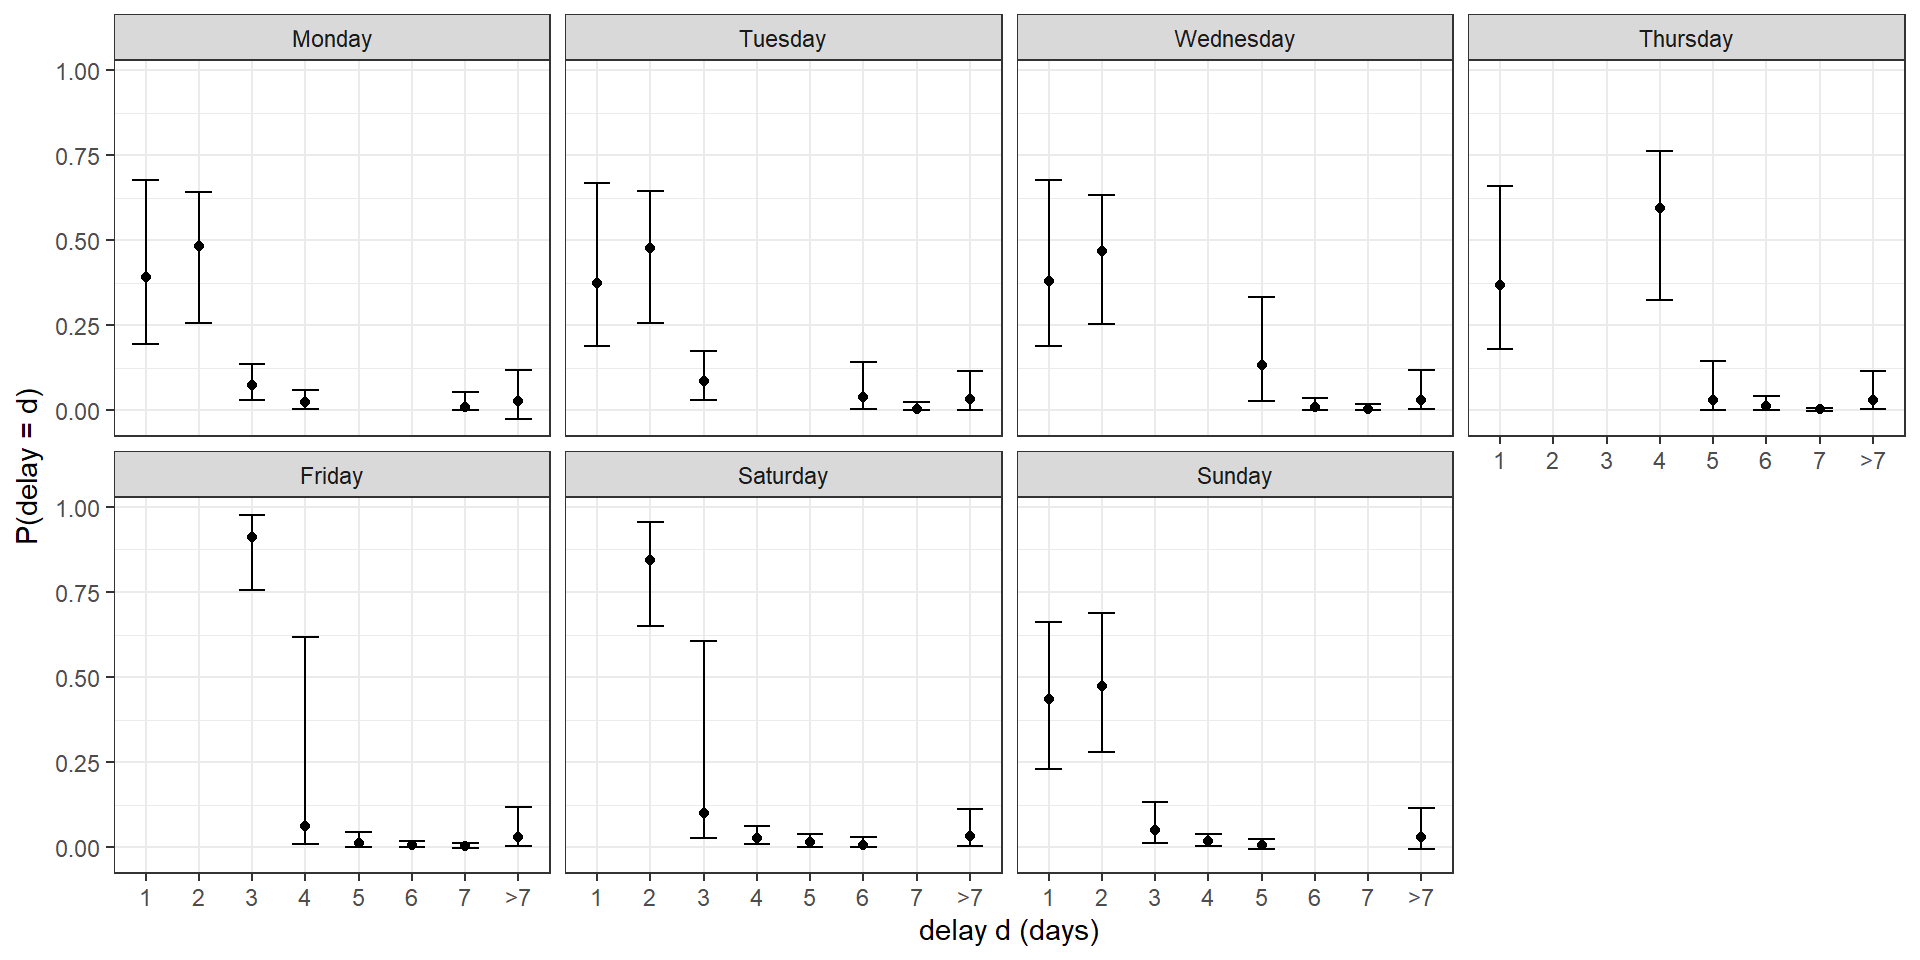 Monday Tuesday Wednesday Thursday
1.00
0.75
0.50
0.25
0.00
1 2 3 4 5 6 7 >7
Friday Saturday Sunday
1.00
0.75
0.50
0.25
0.00
1 2 3 4 5 6 7 >7 1 2 3 4 5 6 7 >7 1 2 3 4 5 6 7 >7
delay d (days)
P(delay = d)